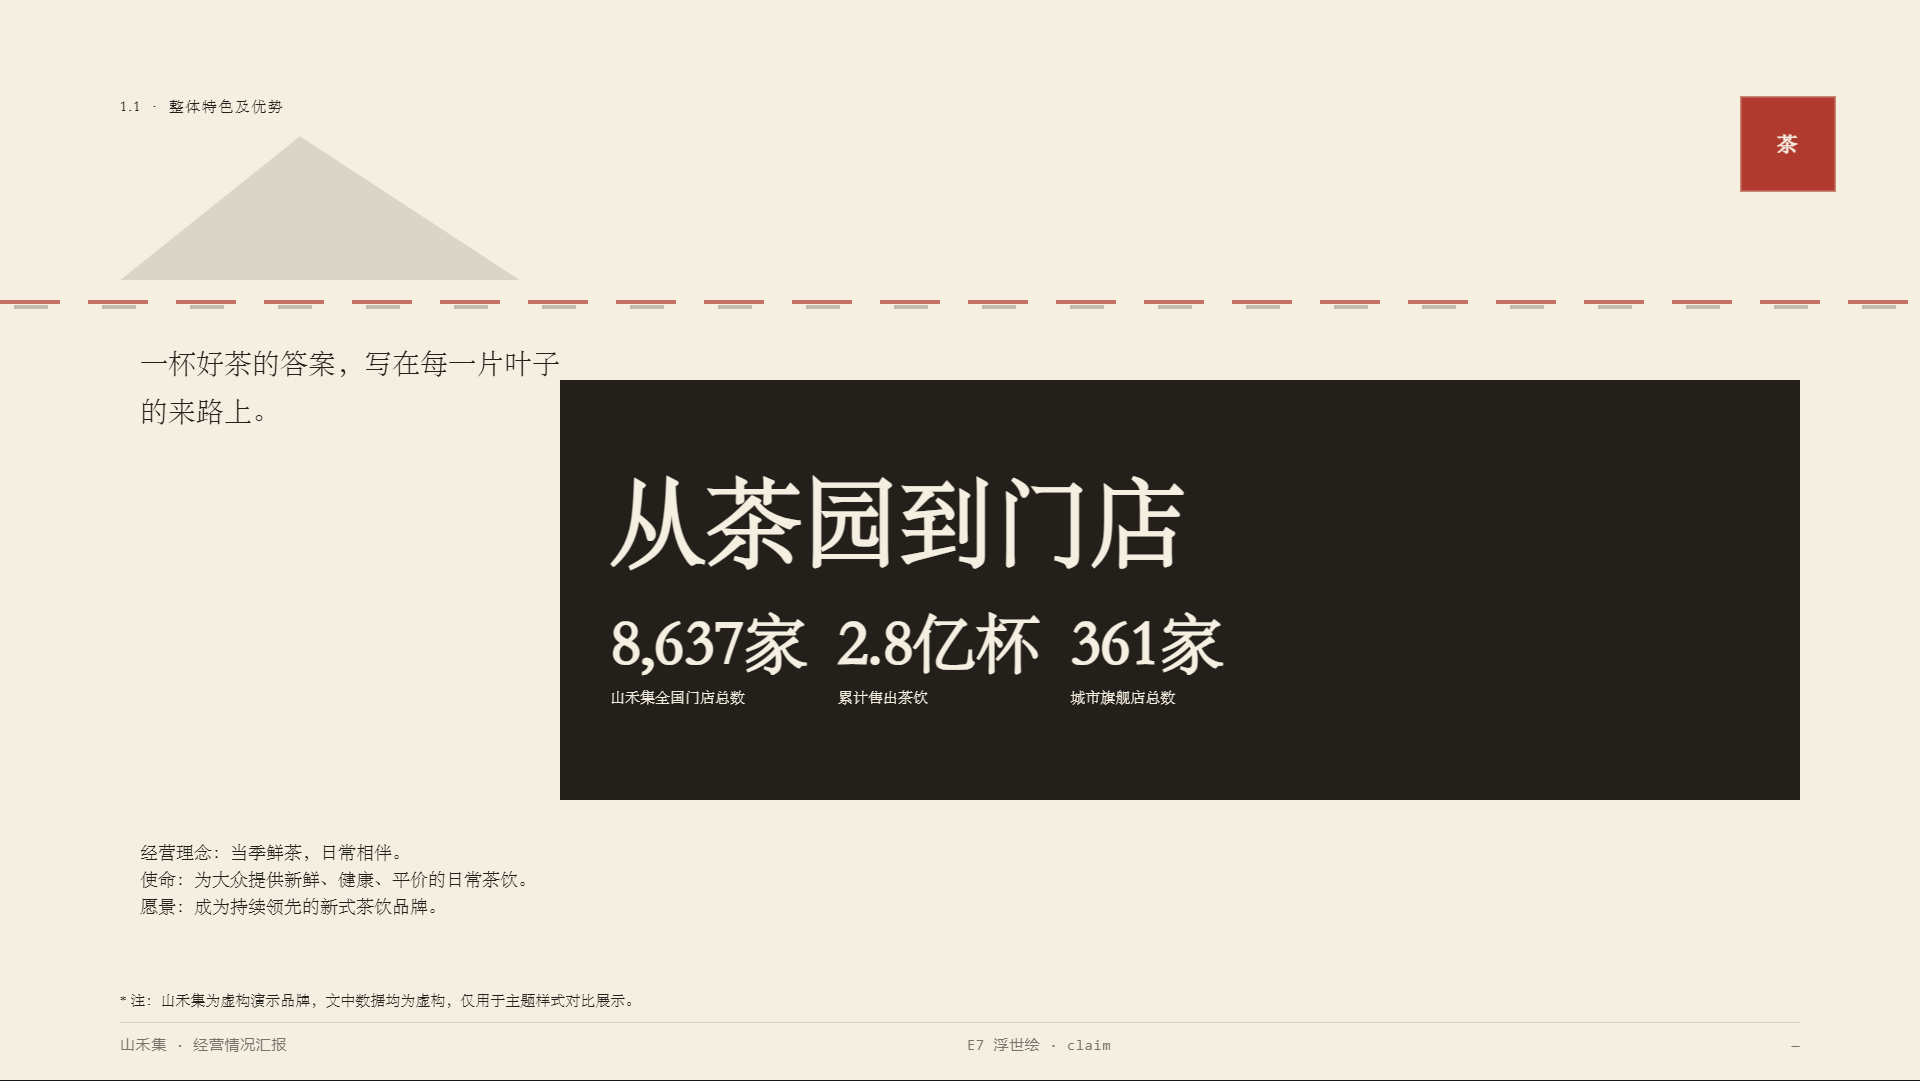 1.1 · 整体特色及优势
茶
一杯好茶的答案，写在每一片叶子
的来路上。
从茶园到门店
8,637家 2.8亿杯 361家
山禾集全国门店总数 累计售出茶饮 城市旗舰店总数
经营理念：当季鲜茶，日常相伴。
使命：为大众提供新鲜、健康、平价的日常茶饮。
愿景：成为持续领先的新式茶饮品牌。
* 注：山禾集为虚构演示品牌，文中数据均为虚构，仅用于主题样式对比展示。
山禾集 · 经营情况汇报 E7 浮世绘 · claim —